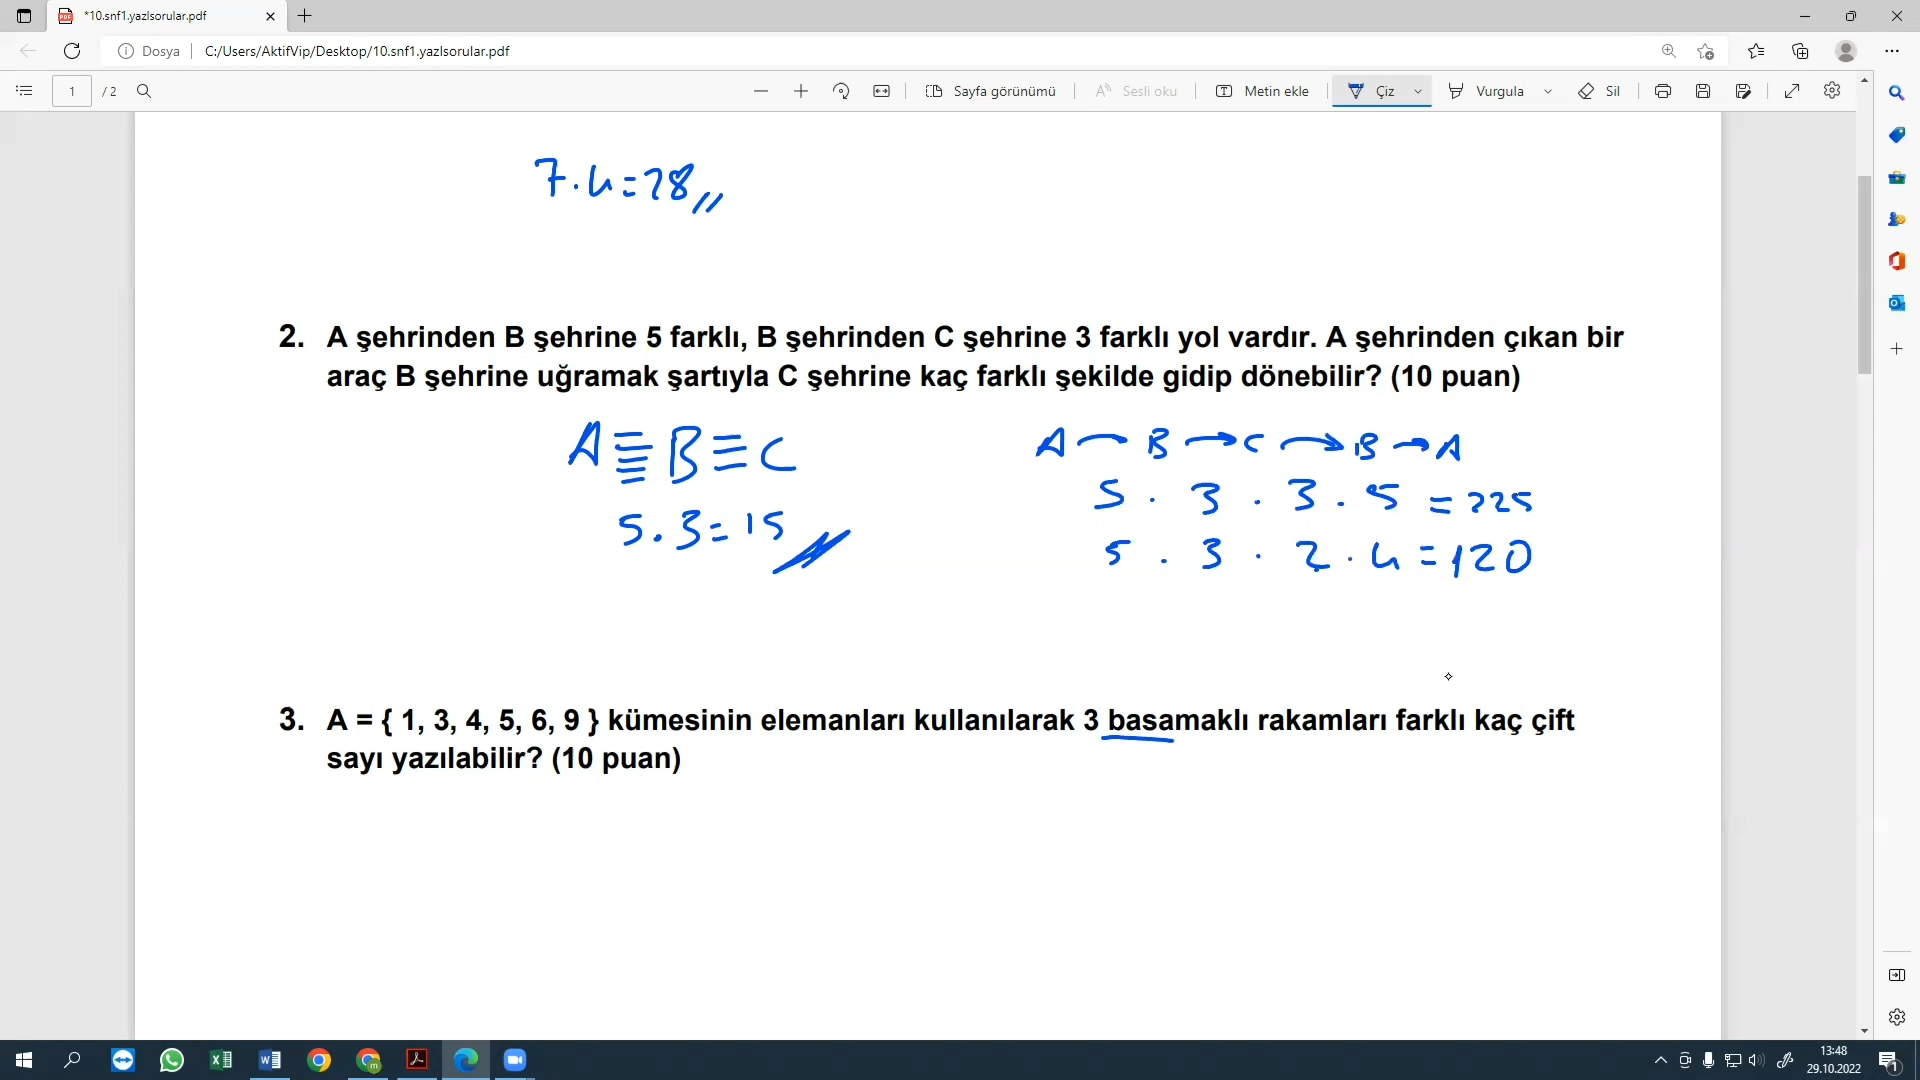 *10.snf1.yazlsorular.pdf
Dosya
C:/Users/AktifVip/Desktop/10.snf1.yazlsorular.pdf
1 / 2
Sayfa görünümü
Sesli oku
Metin ekle
Çiz
Vurgula
Sil
7.4=28
2. A şehrinden B şehrine 5 farklı, B şehrinden C şehrine 3 farklı yol vardır. A şehrinden çıkan bir
araç B şehrine uğramak şartıyla C şehrine kaç farklı şekilde gidip dönebilir? (10 puan)
A B C
5.3=15
A B → C → B → A
5 . 3 . 3 . 5 = 225
5 . 3 . 2 . 4 = 120
3. A = { 1, 3, 4, 5, 6, 9 } kümesinin elemanları kullanılarak 3 basamaklı rakamları farklı kaç çift
sayı yazılabilir? (10 puan)
13:48
29.10.2022